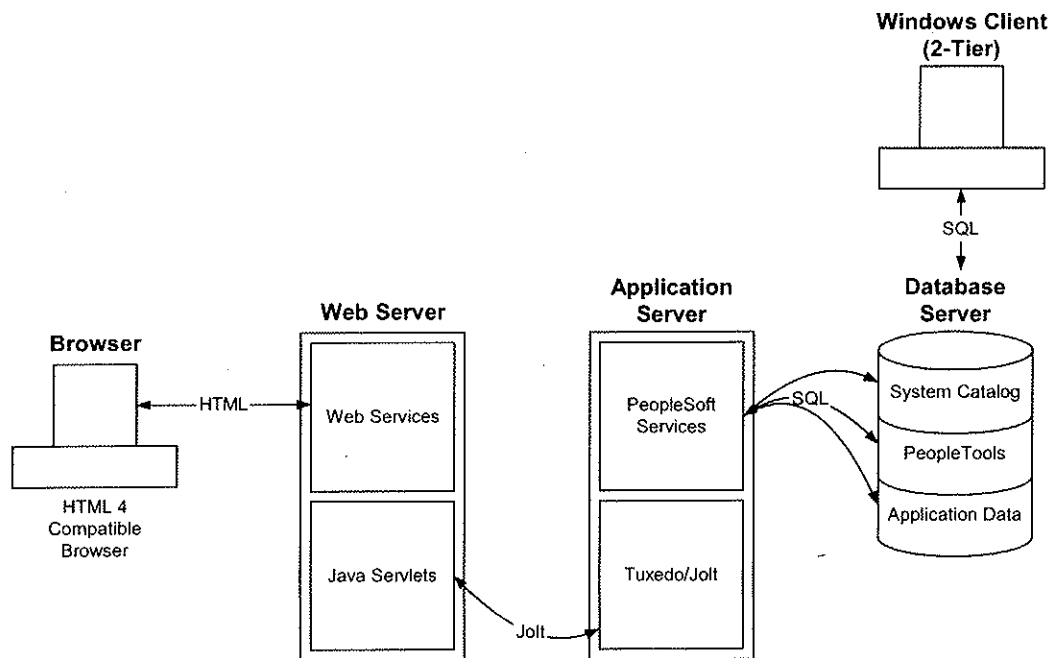 Windows Client
(2-Tier)
SQL
Database
Server
Application
Server
Web Server
Browser
HTML
Web Services
PeopleSoft
Services
SQL
System Catalog
PeopleTools
Application Data
HTML 4
Compatible
Browser
Java Servlets
Jolt
Tuxedo/Jolt